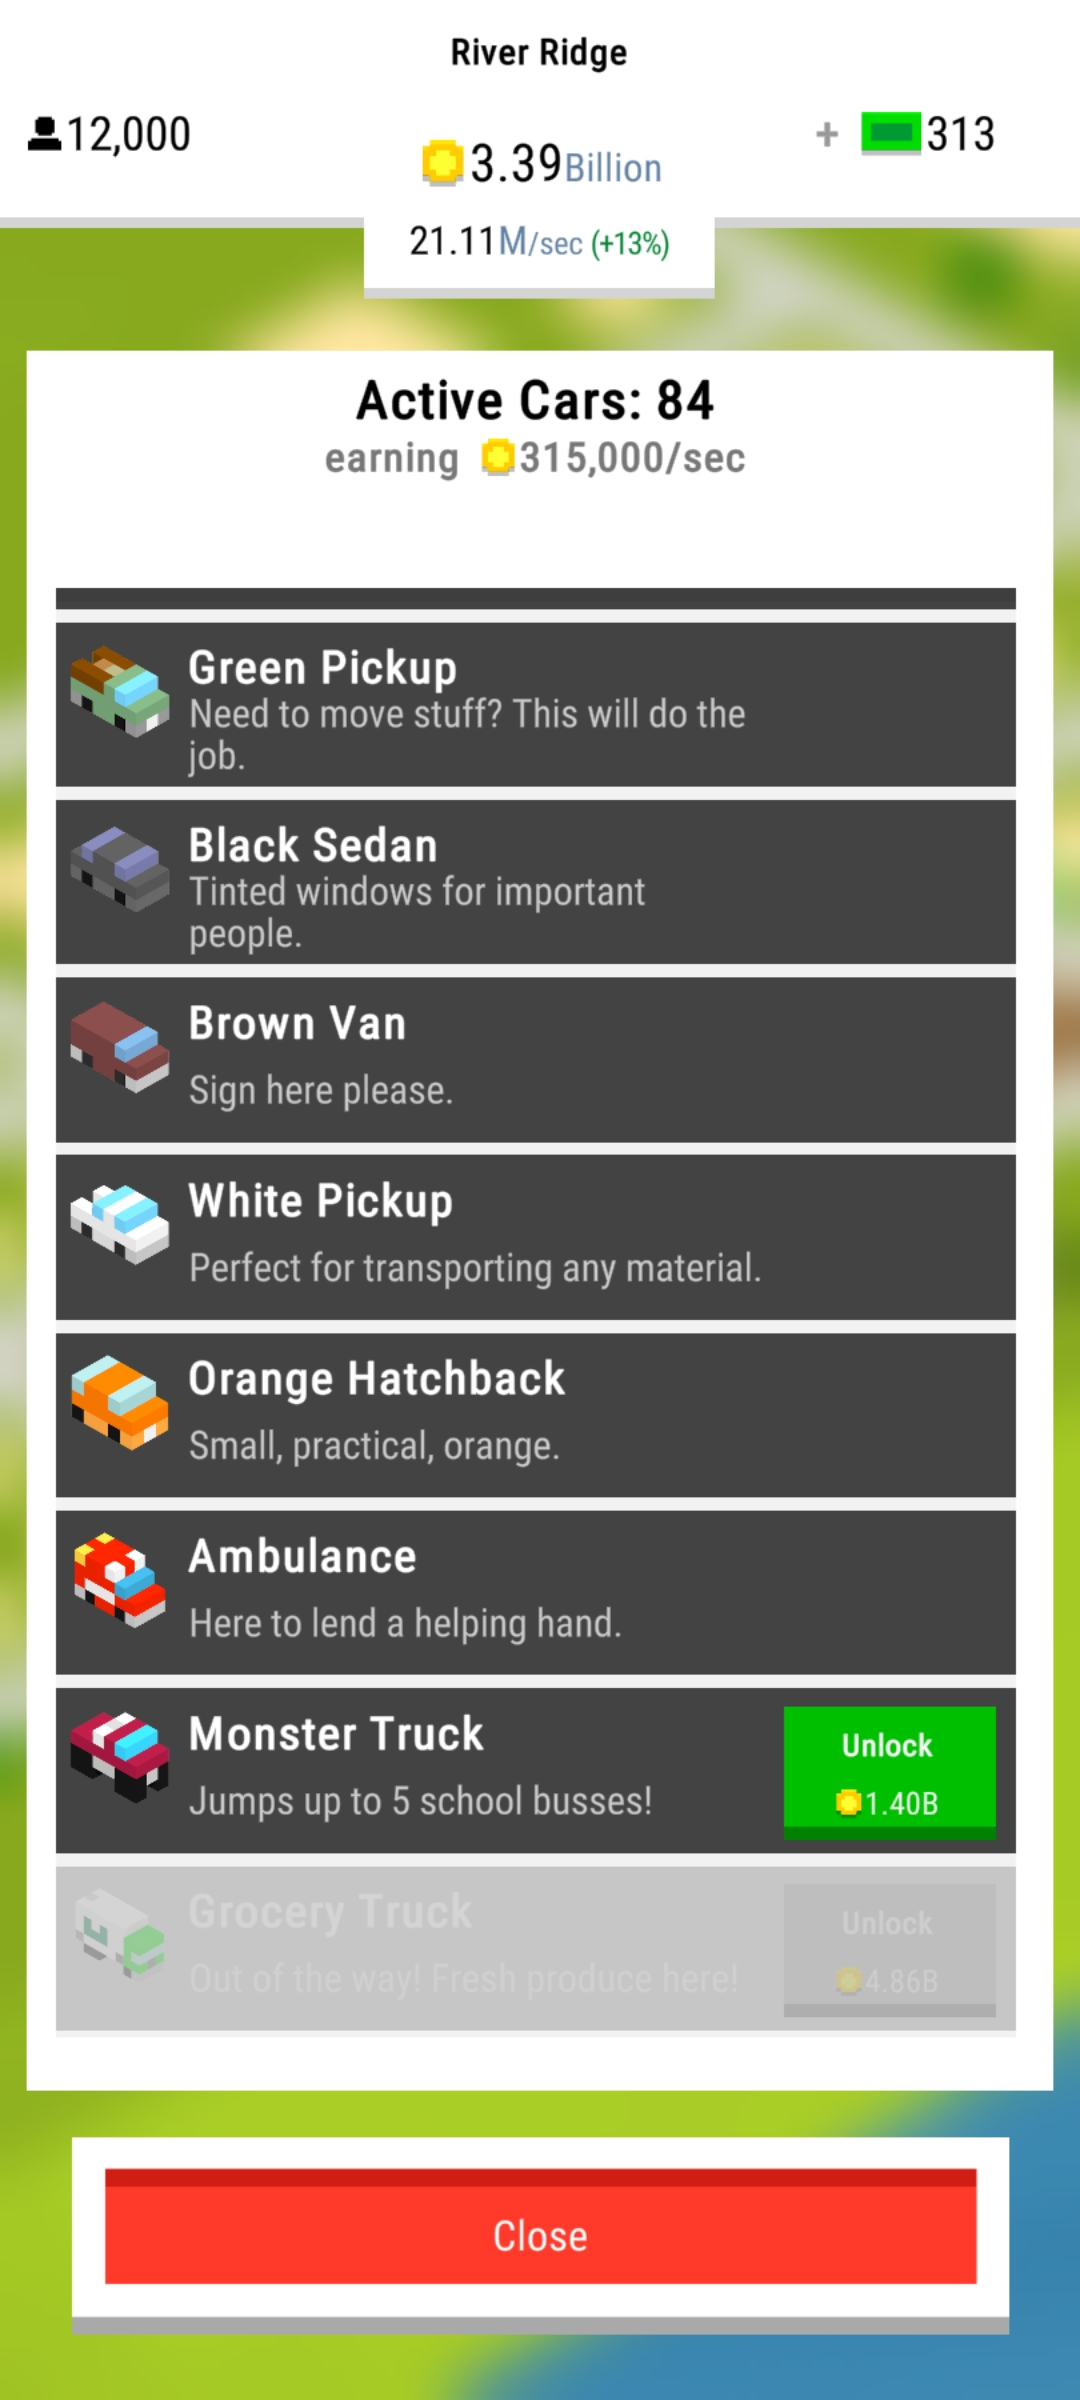 River Ridge
12,000
3.39Billion
+ 313
21.11M/sec (+13%)
Active Cars: 84
earning 315,000/sec
Green Pickup
Need to move stuff? This will do the
job.
Black Sedan
Tinted windows for important
people.
Brown Van
Sign here please.
White Pickup
Perfect for transporting any material.
Orange Hatchback
Small, practical, orange.
Ambulance
Here to lend a helping hand.
Monster Truck
Jumps up to 5 school busses!
Unlock
1.40B
Grocery Truck
Out of the way! Fresh produce here!
Unlock
4.86B
Close